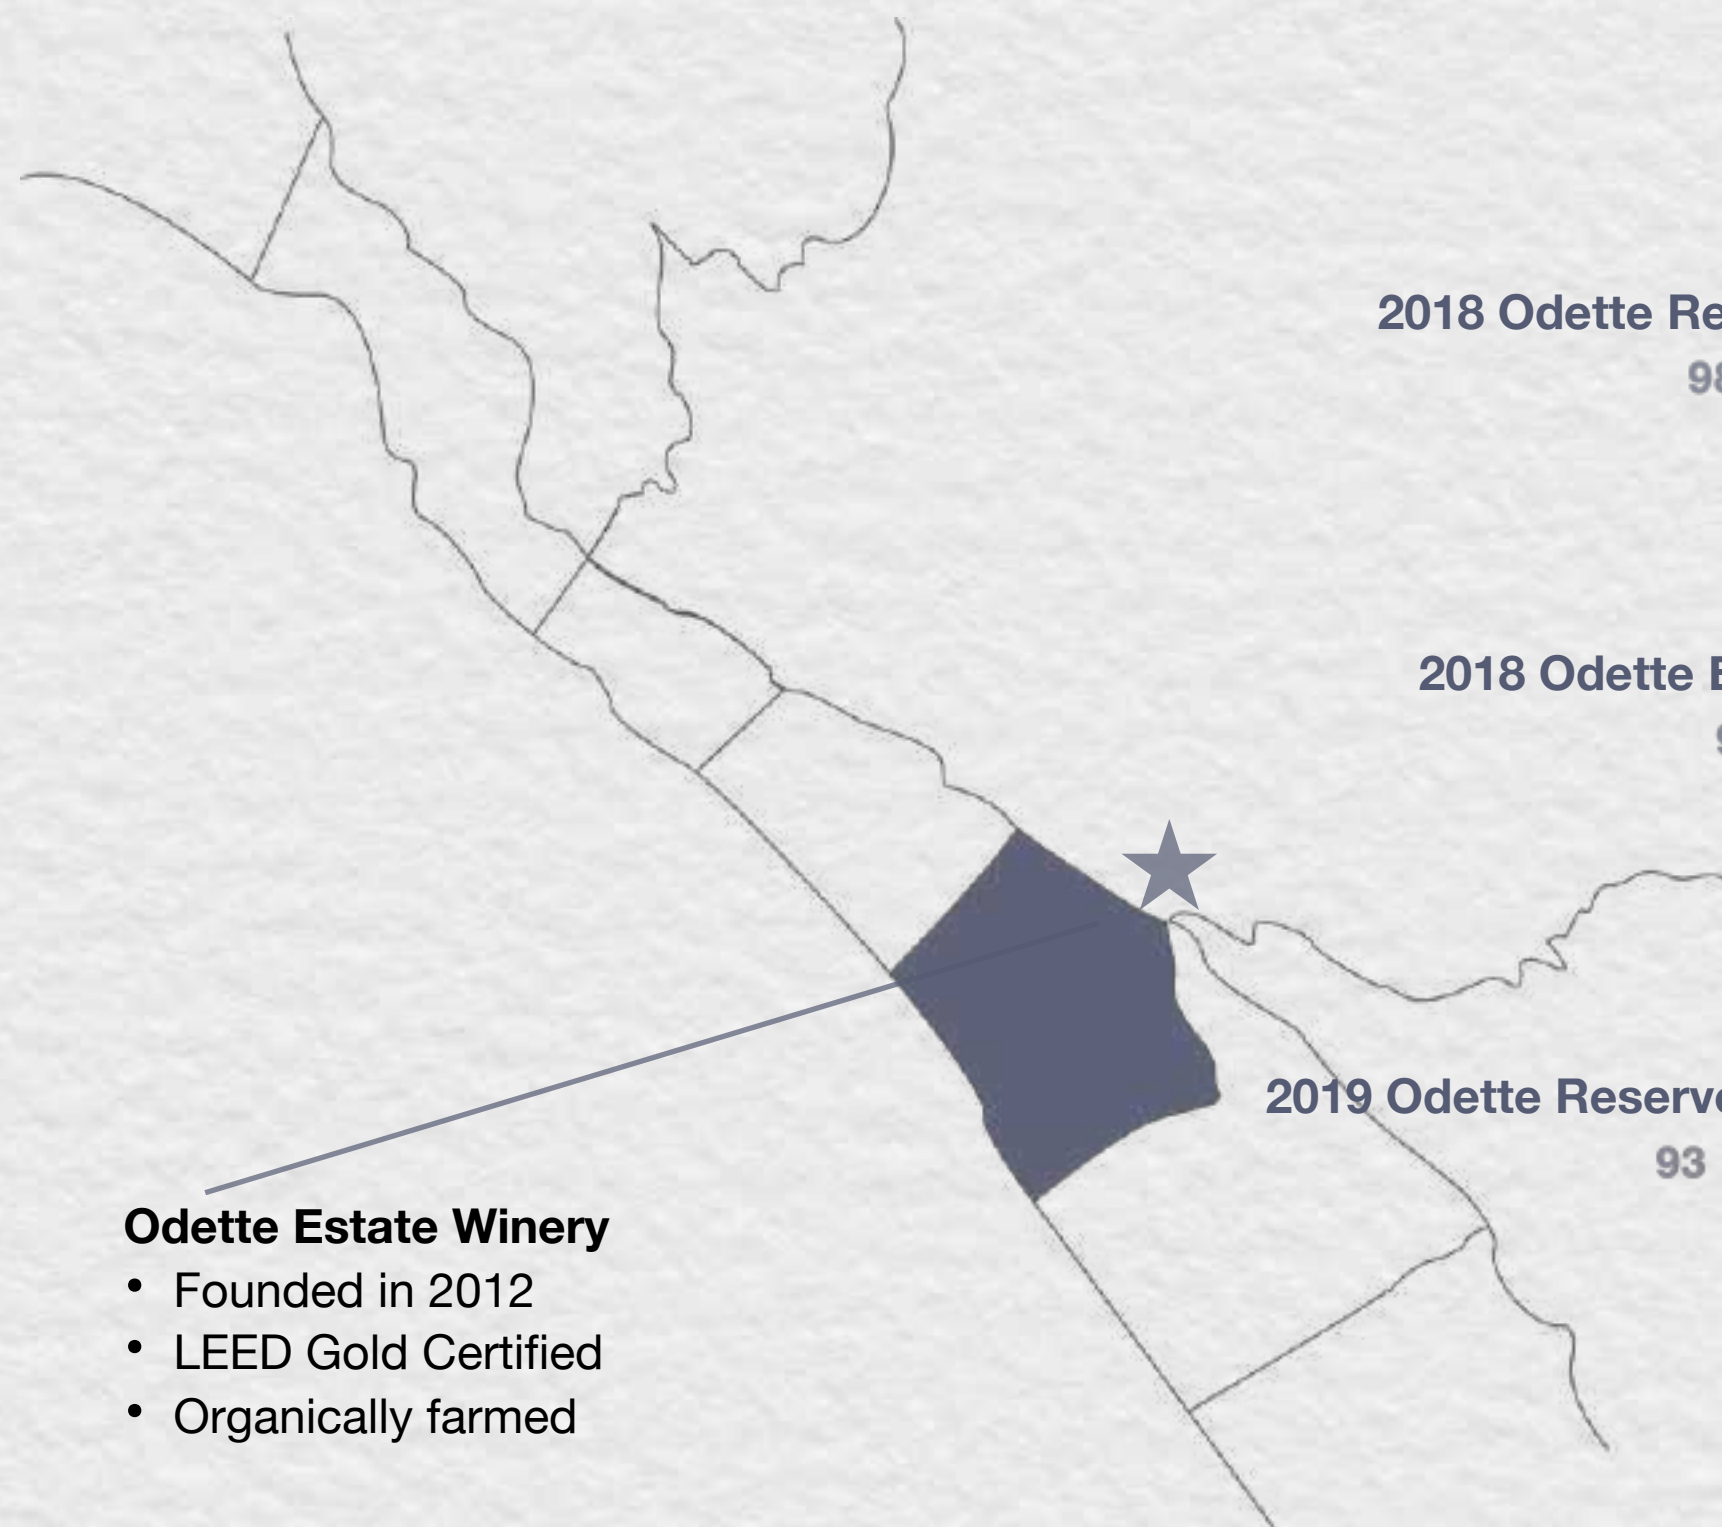 2018 Odette Re
98
2018 Odette E
2019 Odette Reserve
93
Odette Estate Winery
• Founded in 2012
• LEED Gold Certified
• Organically farmed